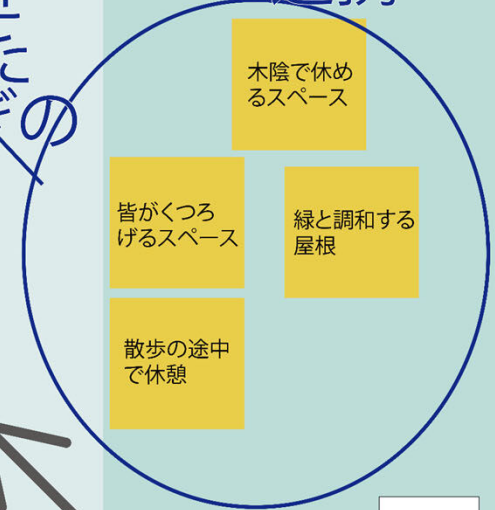 の
木陰で休め
るスペース
皆がくつろ
げるスペース
緑と調和する
屋根
散歩の途中
で休憩